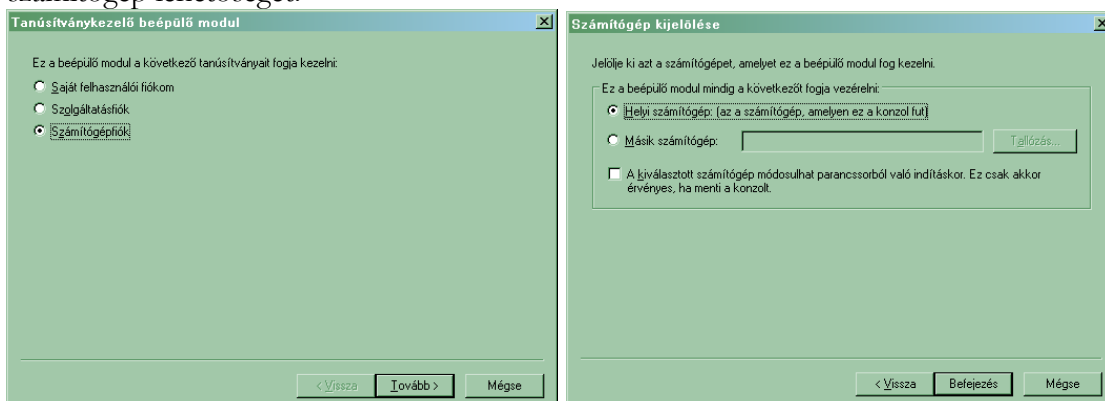 számítógép lehetőséget.
Tanúsítványkezelő beépülő modul
Ez a beépülő modul a következő tanúsítványait fogja kezelni:
Saját felhasználói fiókom
Szolgáltatásfiók
Számítógépfiók
< Vissza
Tovább >
Mégse
Számítógép kijelölése
Jelölje ki azt a számítógépet, amelyet ez a beépülő modul fog kezelni.
Ez a beépülő modul mindig a következőt fogja vezérelni:
Helyi számítógép: (az a számítógép, amelyen ez a konzol fut)
Másik számítógép:
Tallózás...
A kiválasztott számítógép módosulhat parancssorból való indításkor. Ez csak akkor
érvényes, ha menti a konzolt.
< Vissza
Befejezés
Mégse